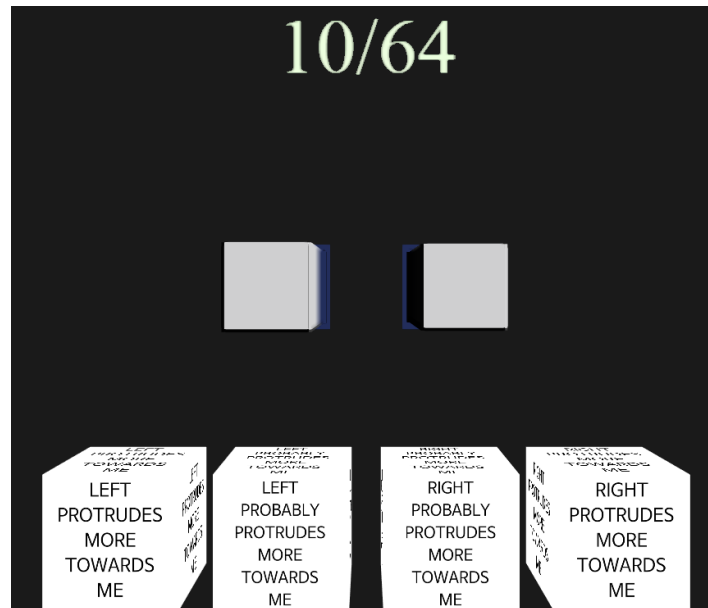 10/64
LEFT
PROTRUDES
MORE
TOWARDS
ME
LEFT
PROBABLY
PROTRUDES
MORE
TOWARDS
ME
RIGHT
PROBABLY
PROTRUDES
MORE
TOWARDS
ME
RIGHT
PROTRUDES
MORE
TOWARDS
ME